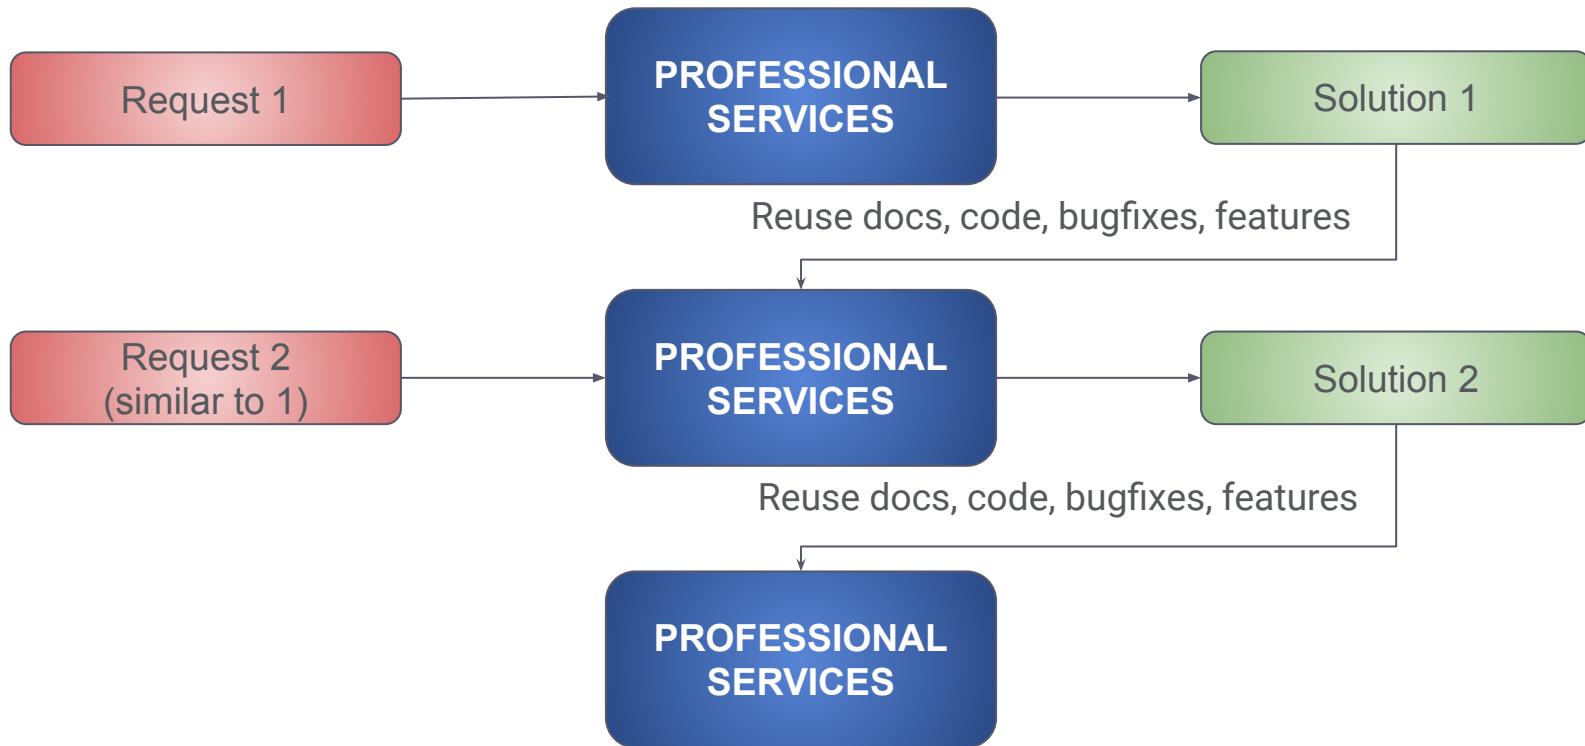 Request 1
PROFESSIONAL
SERVICES
Solution 1
Reuse docs, code, bugfixes, features
Request 2
(similar to 1)
PROFESSIONAL
SERVICES
Solution 2
Reuse docs, code, bugfixes, features
PROFESSIONAL
SERVICES